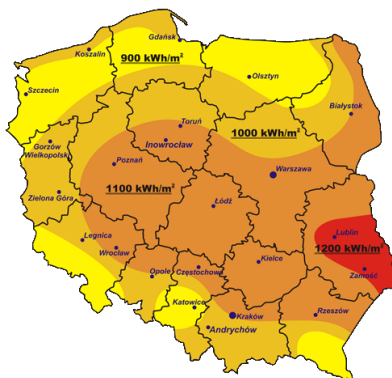 Gdańsk
Koszalin
900 kWh/m²
Olsztyn
Szczecin
Białystok
Toruń
1000 kWh/m²
Inowrocław
Gorzów
Wielkopolski
Poznań
Warszawa
1100 kWh/m²
Zielona Góra
Łódź
Lublin
Legnica
1200 kWh/m²
Wrocław
Kielce
Zamość
Opole
Częstochowa
Katowice
Kraków
Rzeszów
Andrychów